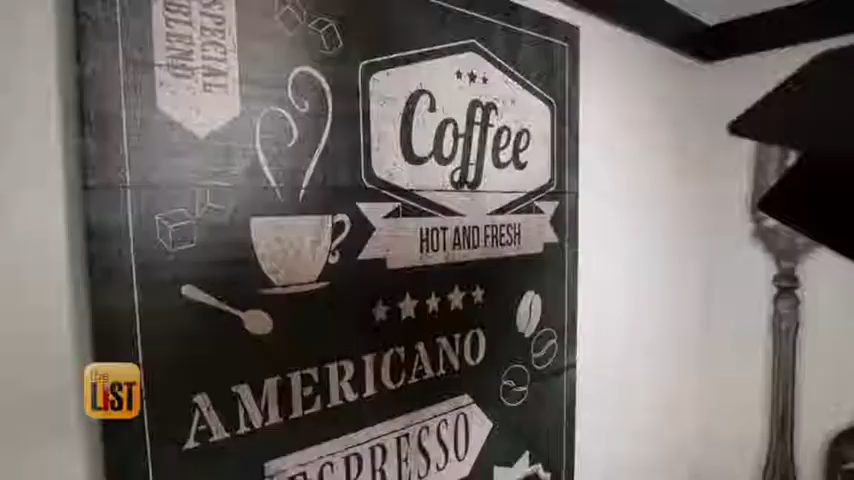 SPECIAL
BLEND
Coffee
HOT AND FRESH
AMERICANO
ESPRESSO
the
LiST